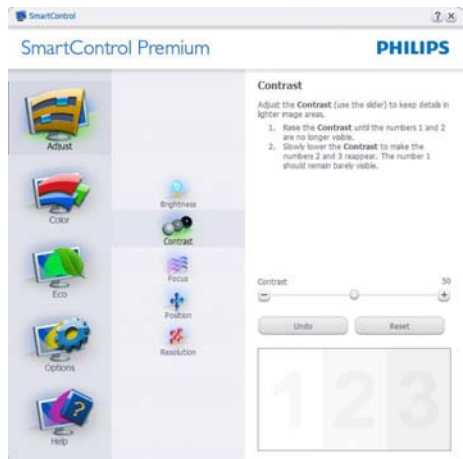 SmartControl
SmartControl Premium
PHILIPS
Adjust
Color
Eco
Options
Help
Brightness
Contrast
Focus
Position
Resolution
Contrast
Adjust the Contrast (use the slider) to keep details in
lighter image areas.
1. Raise the Contrast until the numbers 1 and 2
are no longer visible.
2. Slowly lower the Contrast to make the
numbers 2 and 3 reappear. The number 1
should remain barely visible.
Contrast 50
Undo Reset
1 2 3